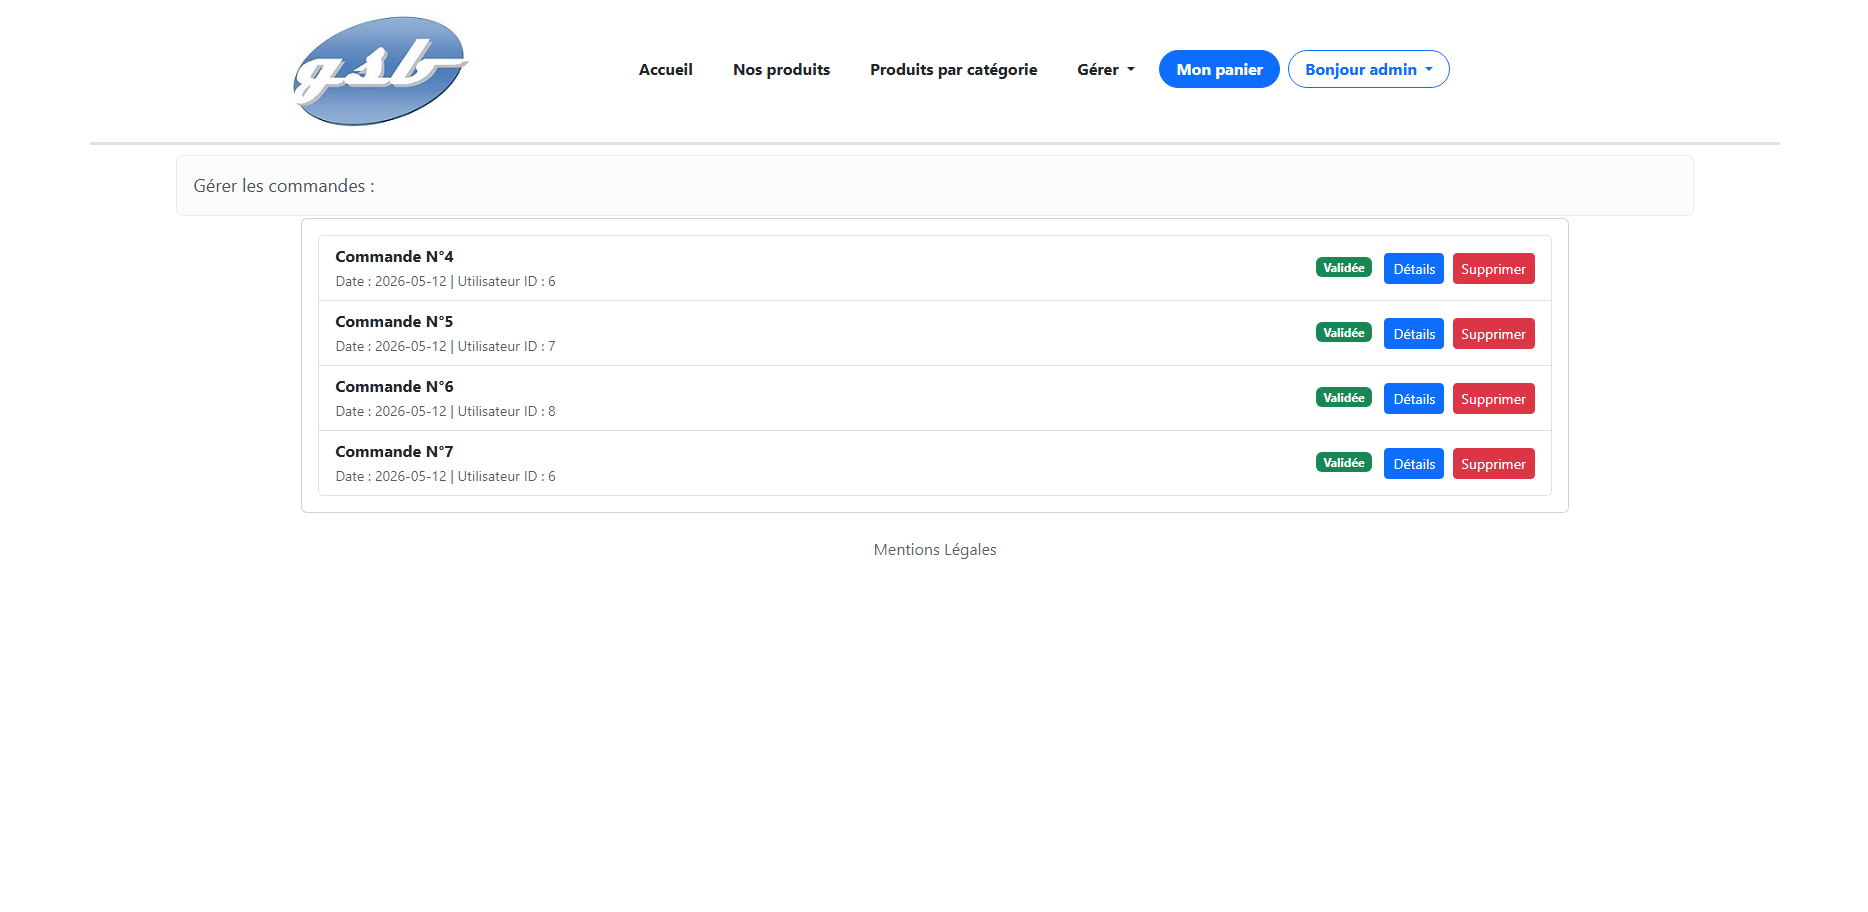 gsb
Accueil Nos produits Produits par catégorie Gérer Mon panier Bonjour admin
Gérer les commandes :
Commande N°4
Date : 2026-05-12 | Utilisateur ID : 6
Validée Détails Supprimer
Commande N°5
Date : 2026-05-12 | Utilisateur ID : 7
Validée Détails Supprimer
Commande N°6
Date : 2026-05-12 | Utilisateur ID : 8
Validée Détails Supprimer
Commande N°7
Date : 2026-05-12 | Utilisateur ID : 6
Validée Détails Supprimer
Mentions Légales